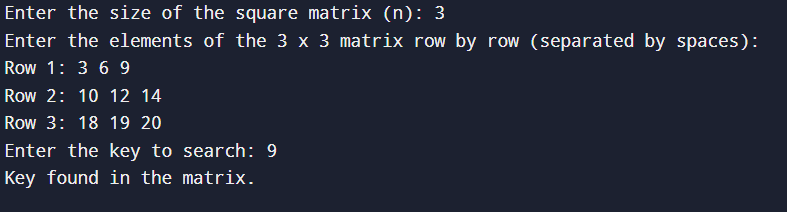 Enter the size of the square matrix (n): 3
Enter the elements of the 3 x 3 matrix row by row (separated by spaces):
Row 1: 3 6 9
Row 2: 10 12 14
Row 3: 18 19 20
Enter the key to search: 9
Key found in the matrix.